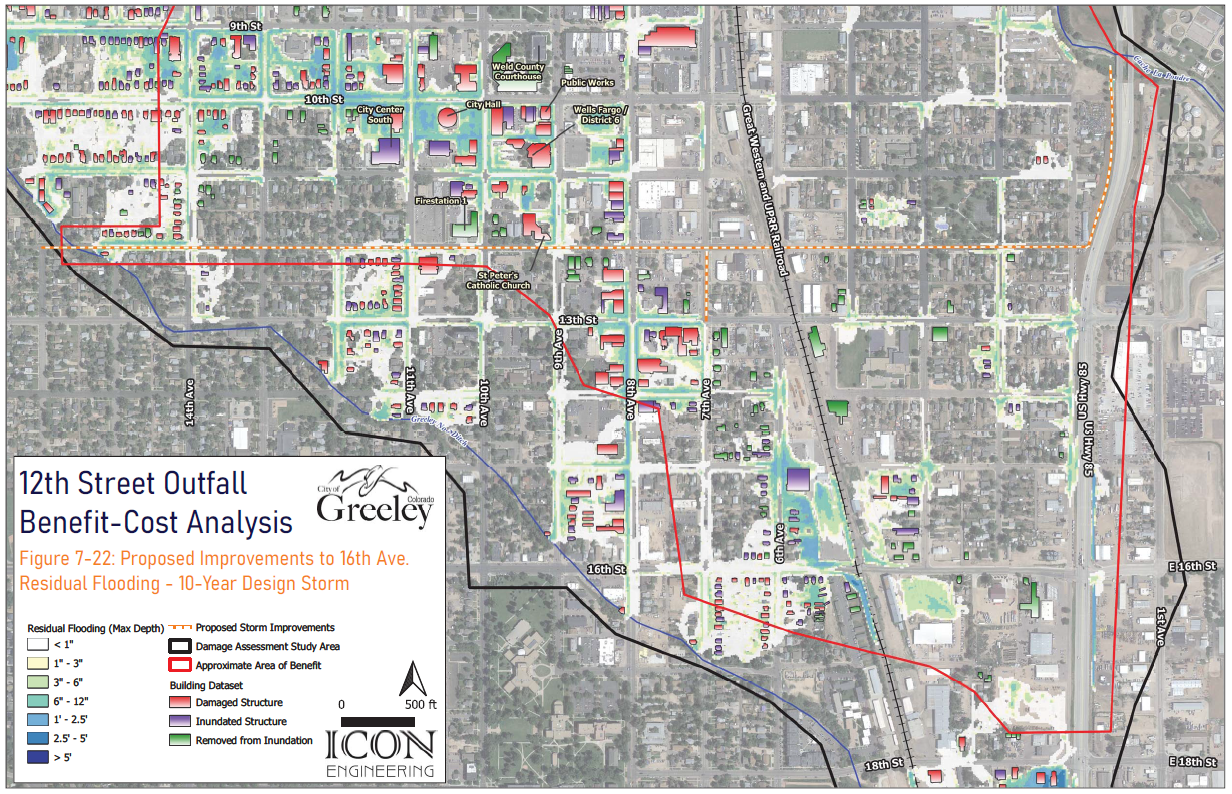 9th St
Weld County
Courthouse
Public Works
10th St
City Center
South
City Hall
Wells Fargo /
District 6
Cache La Poudre
Great Western and UPRR Railroad
Firestation 1
St Peter's
Catholic Church
13th St
9th Ave
14th Ave
11th Ave
10th Ave
8th Ave
7th Ave
US Hwy 85
US Hwy 85
Greeley No 3 Ditch
6th Ave
16th St
E 16th St
1st Ave
18th St
E 18th St
12th Street Outfall
Benefit-Cost Analysis
City of
Greeley
Colorado
Figure 7-22: Proposed Improvements to 16th Ave.
Residual Flooding - 10-Year Design Storm
Residual Flooding (Max Depth)
< 1"
1" - 3"
3" - 6"
6" - 12"
1' - 2.5'
2.5' - 5'
> 5'
Proposed Storm Improvements
Damage Assessment Study Area
Approximate Area of Benefit
Building Dataset
Damaged Structure
Inundated Structure
Removed from Inundation
0 500 ft
ICON
ENGINEERING